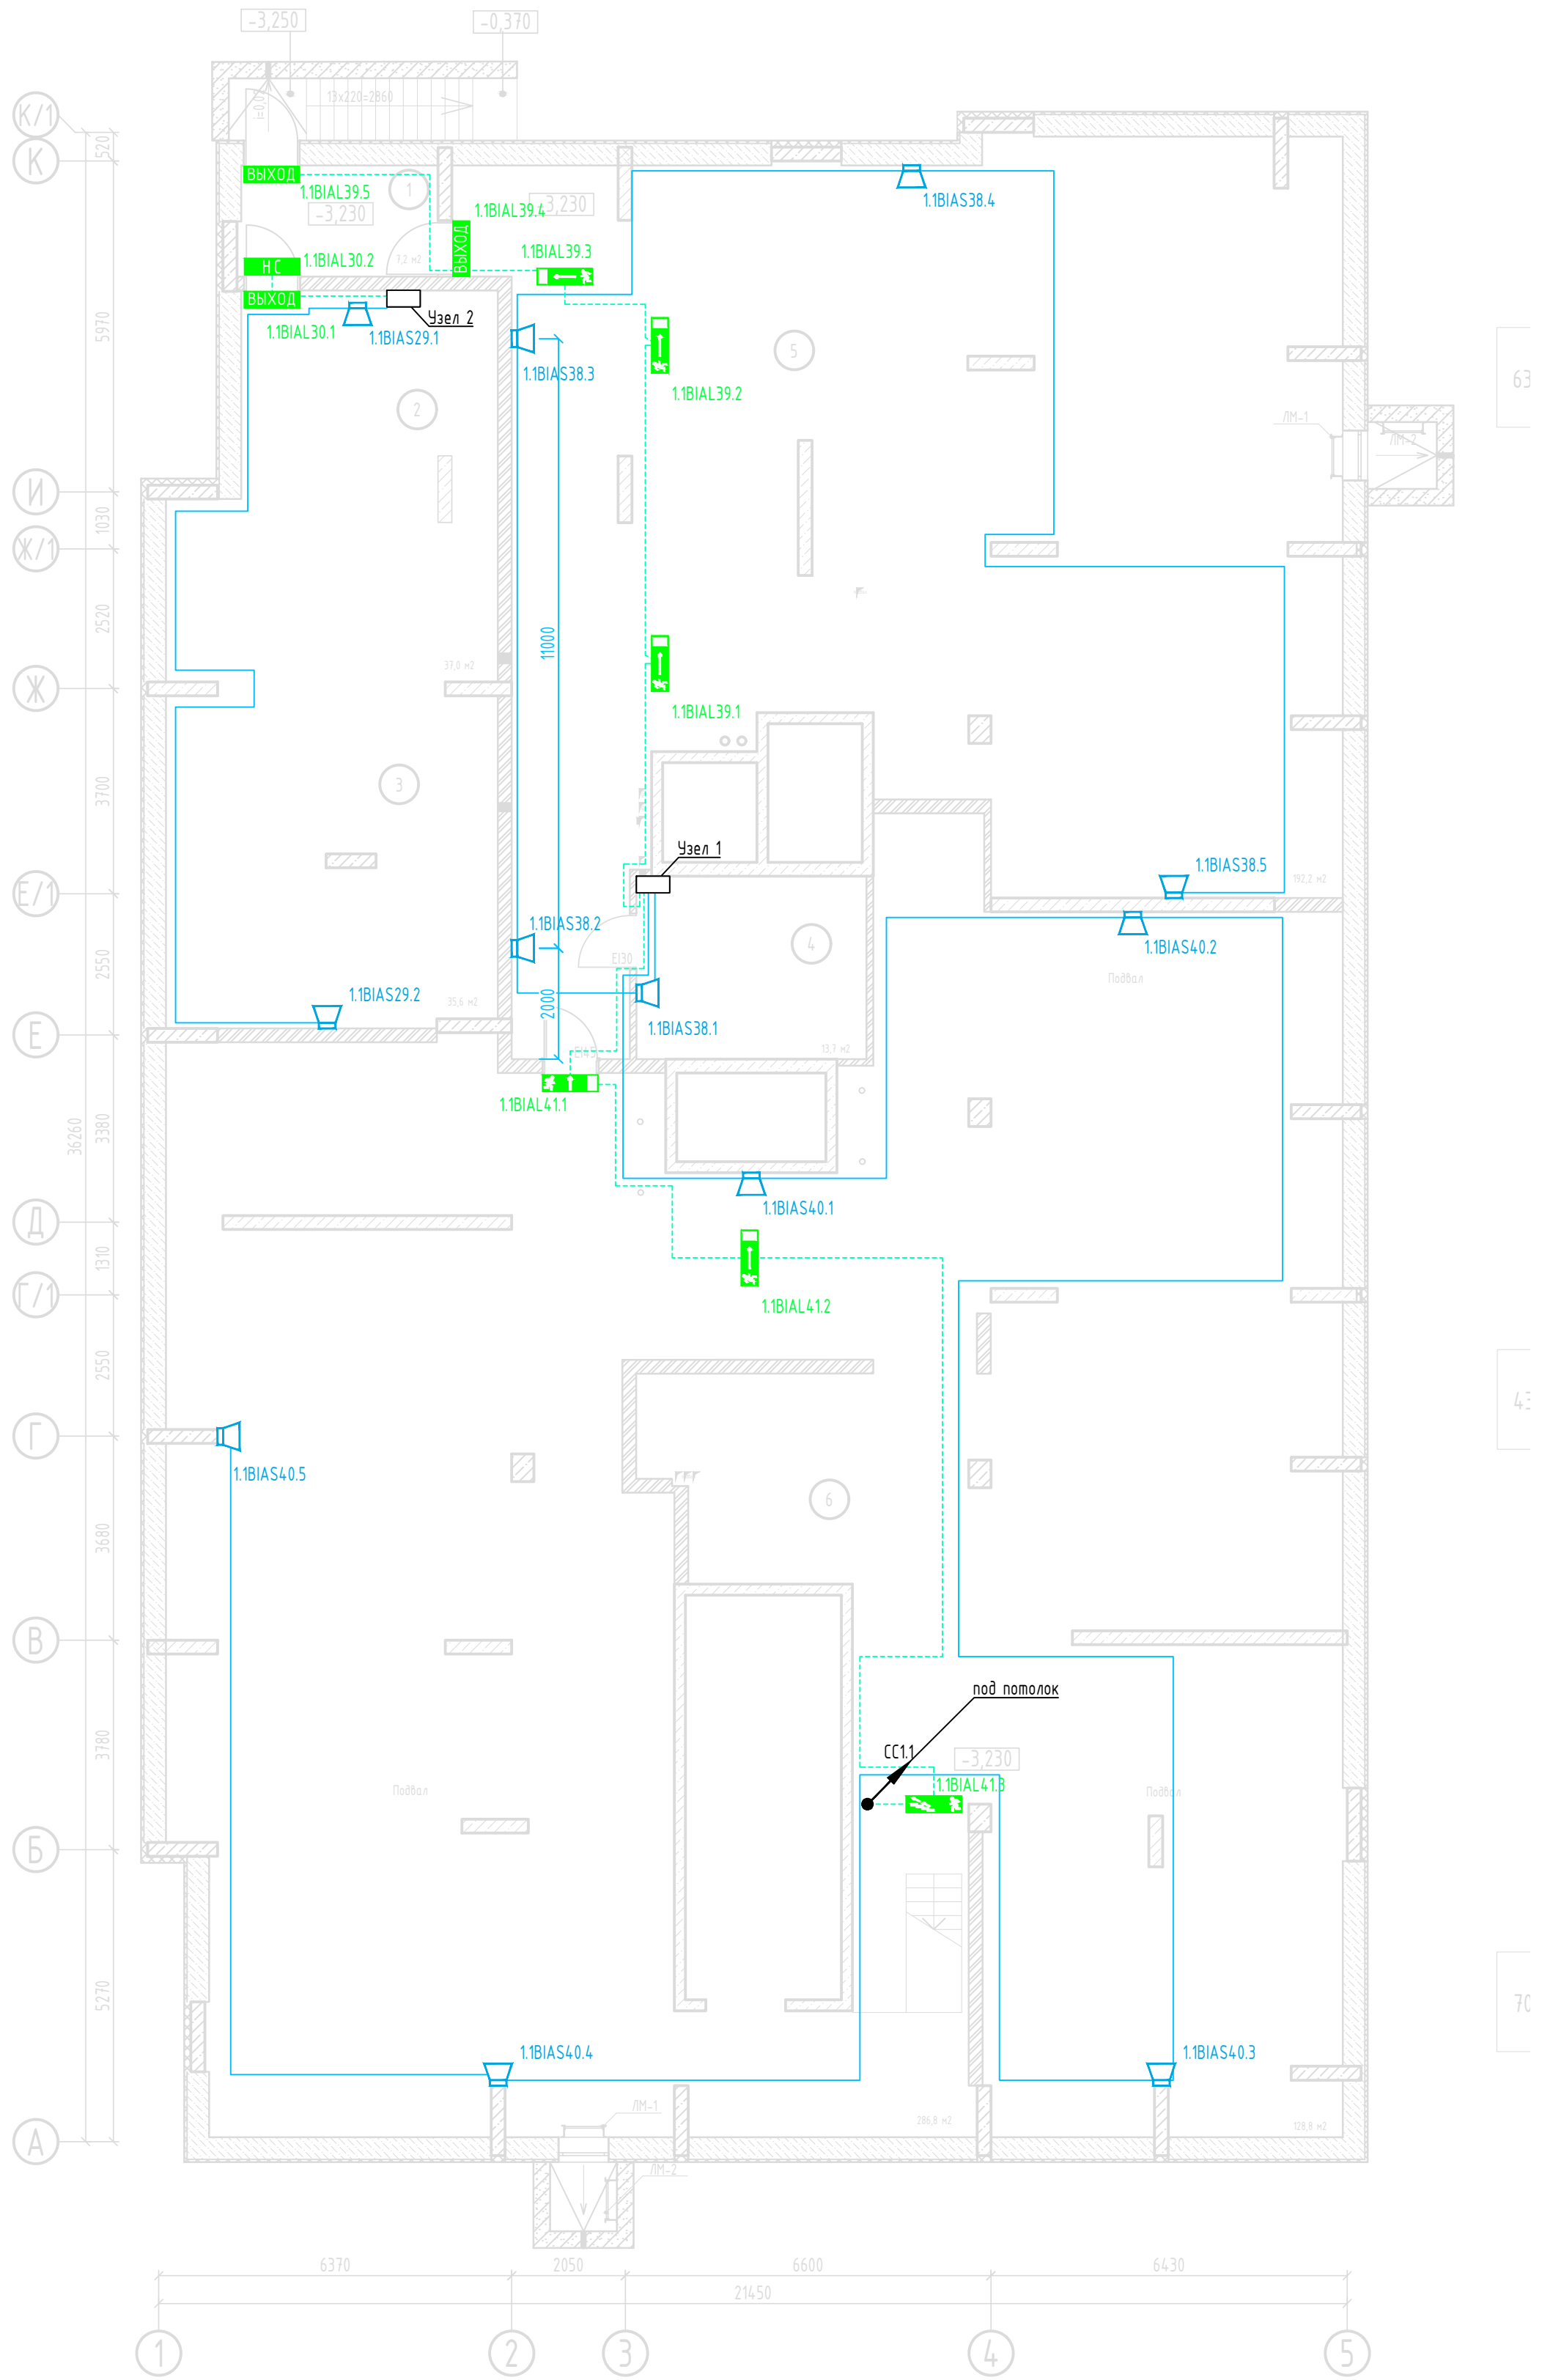 -3,250
-0,370
13х220=2860
i=0,02
К/1
К
520
ВЫХОД
1.1BIAL39.5
1
-3,230
1.1BIAL39.4
3,230
1.1BIAS38.4
ВЫХОД
7,2 м2
1.1BIAL39.3
НС
1.1BIAL30.2
ВЫХОД
Узел 2
1.1BIAL30.1
1.1BIAS29.1
5970
5
1.1BIAS38.3
63
1.1BIAL39.2
2
ЛМ-1
ЛМ-2
И
1030
Ж/1
2520
11000
37,0 м2
Ж
1.1BIAL39.1
3
3700
Узел 1
1.1BIAS38.5
192,2 м2
Е/1
1.1BIAS38.2
4
1.1BIAS40.2
EI30
2550
Подвал
1.1BIAS29.2
35,6 м2
2000
1.1BIAS38.1
Е
EI45
13,7 м2
1.1BIAL41.1
3380
36260
1.1BIAS40.1
Д
1310
Г/1
1.1BIAL41.2
2550
43
Г
1.1BIAS40.5
6
3680
В
под потолок
3780
СС1.1
-3,230
1.1BIAL41.3
Подвал
Подвал
Б
5270
70
1.1BIAS40.4
1.1BIAS40.3
ЛМ-1
286,8 м2
128,8 м2
А
ЛМ-2
6370
2050
6600
6430
21450
1
2
3
4
5